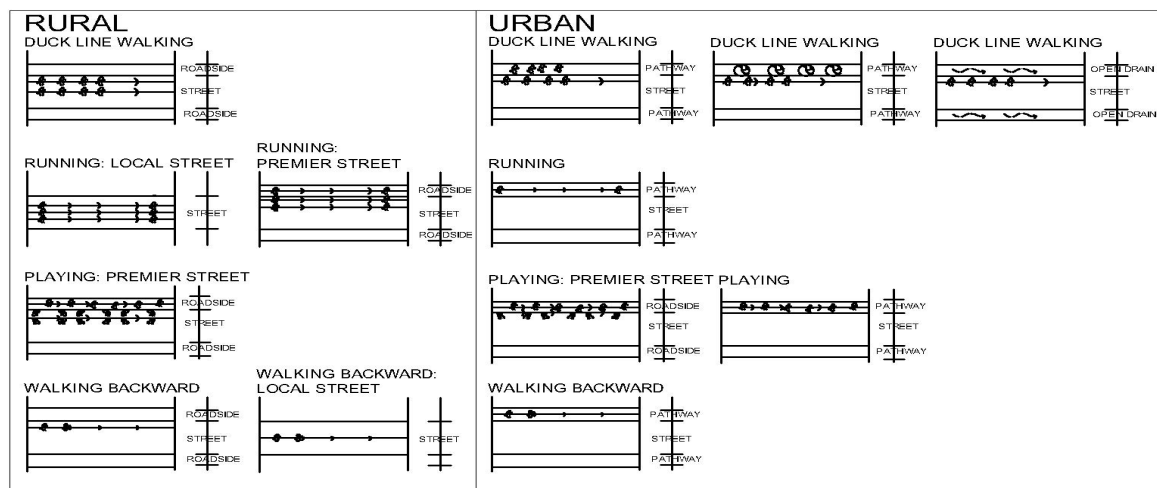 RURAL
DUCK LINE WALKING
ROADSIDE
STREET
ROADSIDE
RUNNING: LOCAL STREET
STREET
RUNNING:
PREMIER STREET
ROADSIDE
STREET
ROADSIDE
PLAYING: PREMIER STREET
ROADSIDE
STREET
ROADSIDE
WALKING BACKWARD
ROADSIDE
STREET
ROADSIDE
WALKING BACKWARD:
LOCAL STREET
STREET
URBAN
DUCK LINE WALKING
PATHWAY
STREET
PATHWAY
DUCK LINE WALKING
PATHWAY
STREET
PATHWAY
DUCK LINE WALKING
OPEN DRAIN
STREET
OPEN DRAIN
RUNNING
PATHWAY
STREET
PATHWAY
PLAYING: PREMIER STREET
ROADSIDE
STREET
ROADSIDE
PLAYING
PATHWAY
STREET
PATHWAY
WALKING BACKWARD
PATHWAY
STREET
PATHWAY